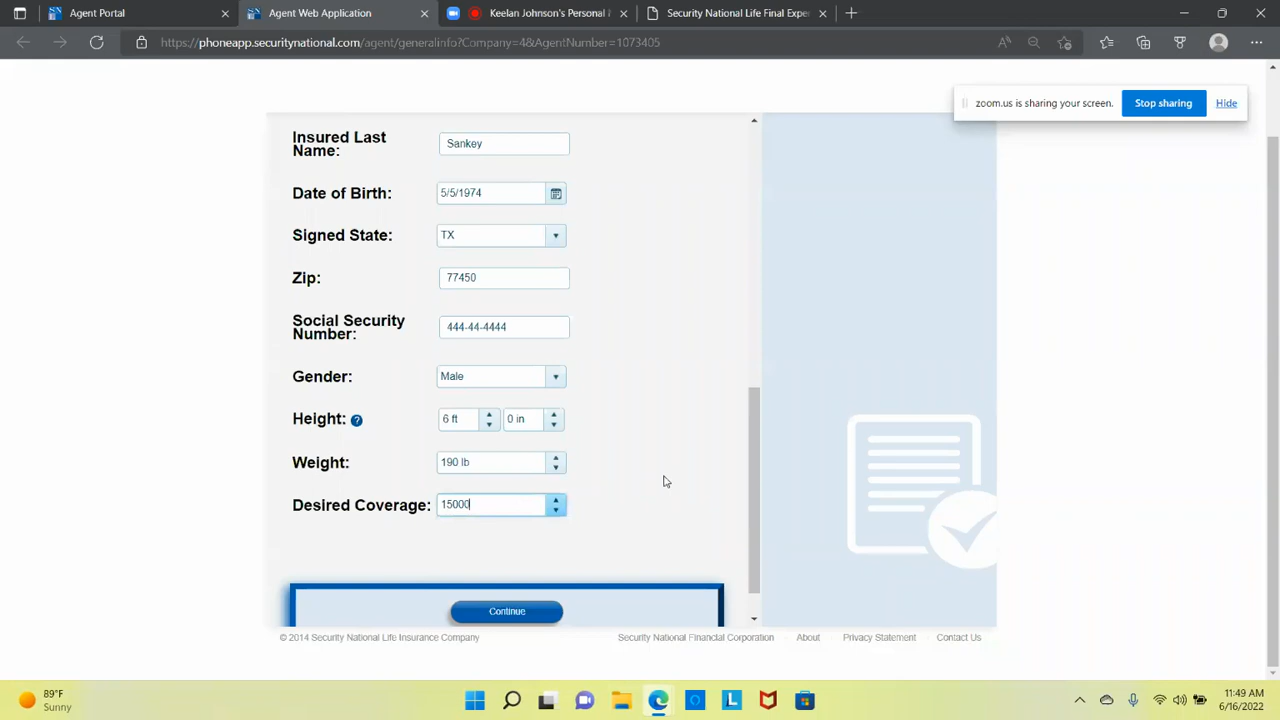 Agent Portal
Agent Web Application
Keelan Johnson's Personal
Security National Life Final Expe
https://phoneapp.securitynational.com/agent/generalinfo?Company=4&AgentNumber=1073405
zoom.us is sharing your screen.
Stop sharing
Hide
Insured Last
Name:
Sankey
Date of Birth:
5/5/1974
Signed State:
TX
Zip:
77450
Social Security
Number:
444-44-4444
Gender:
Male
Height:
?
6 ft
0 in
Weight:
190 lb
Desired Coverage:
15000
Continue
© 2014 Security National Life Insurance Company
Security National Financial Corporation
About
Privacy Statement
Contact Us
89°F
Sunny
11:49 AM
6/16/2022